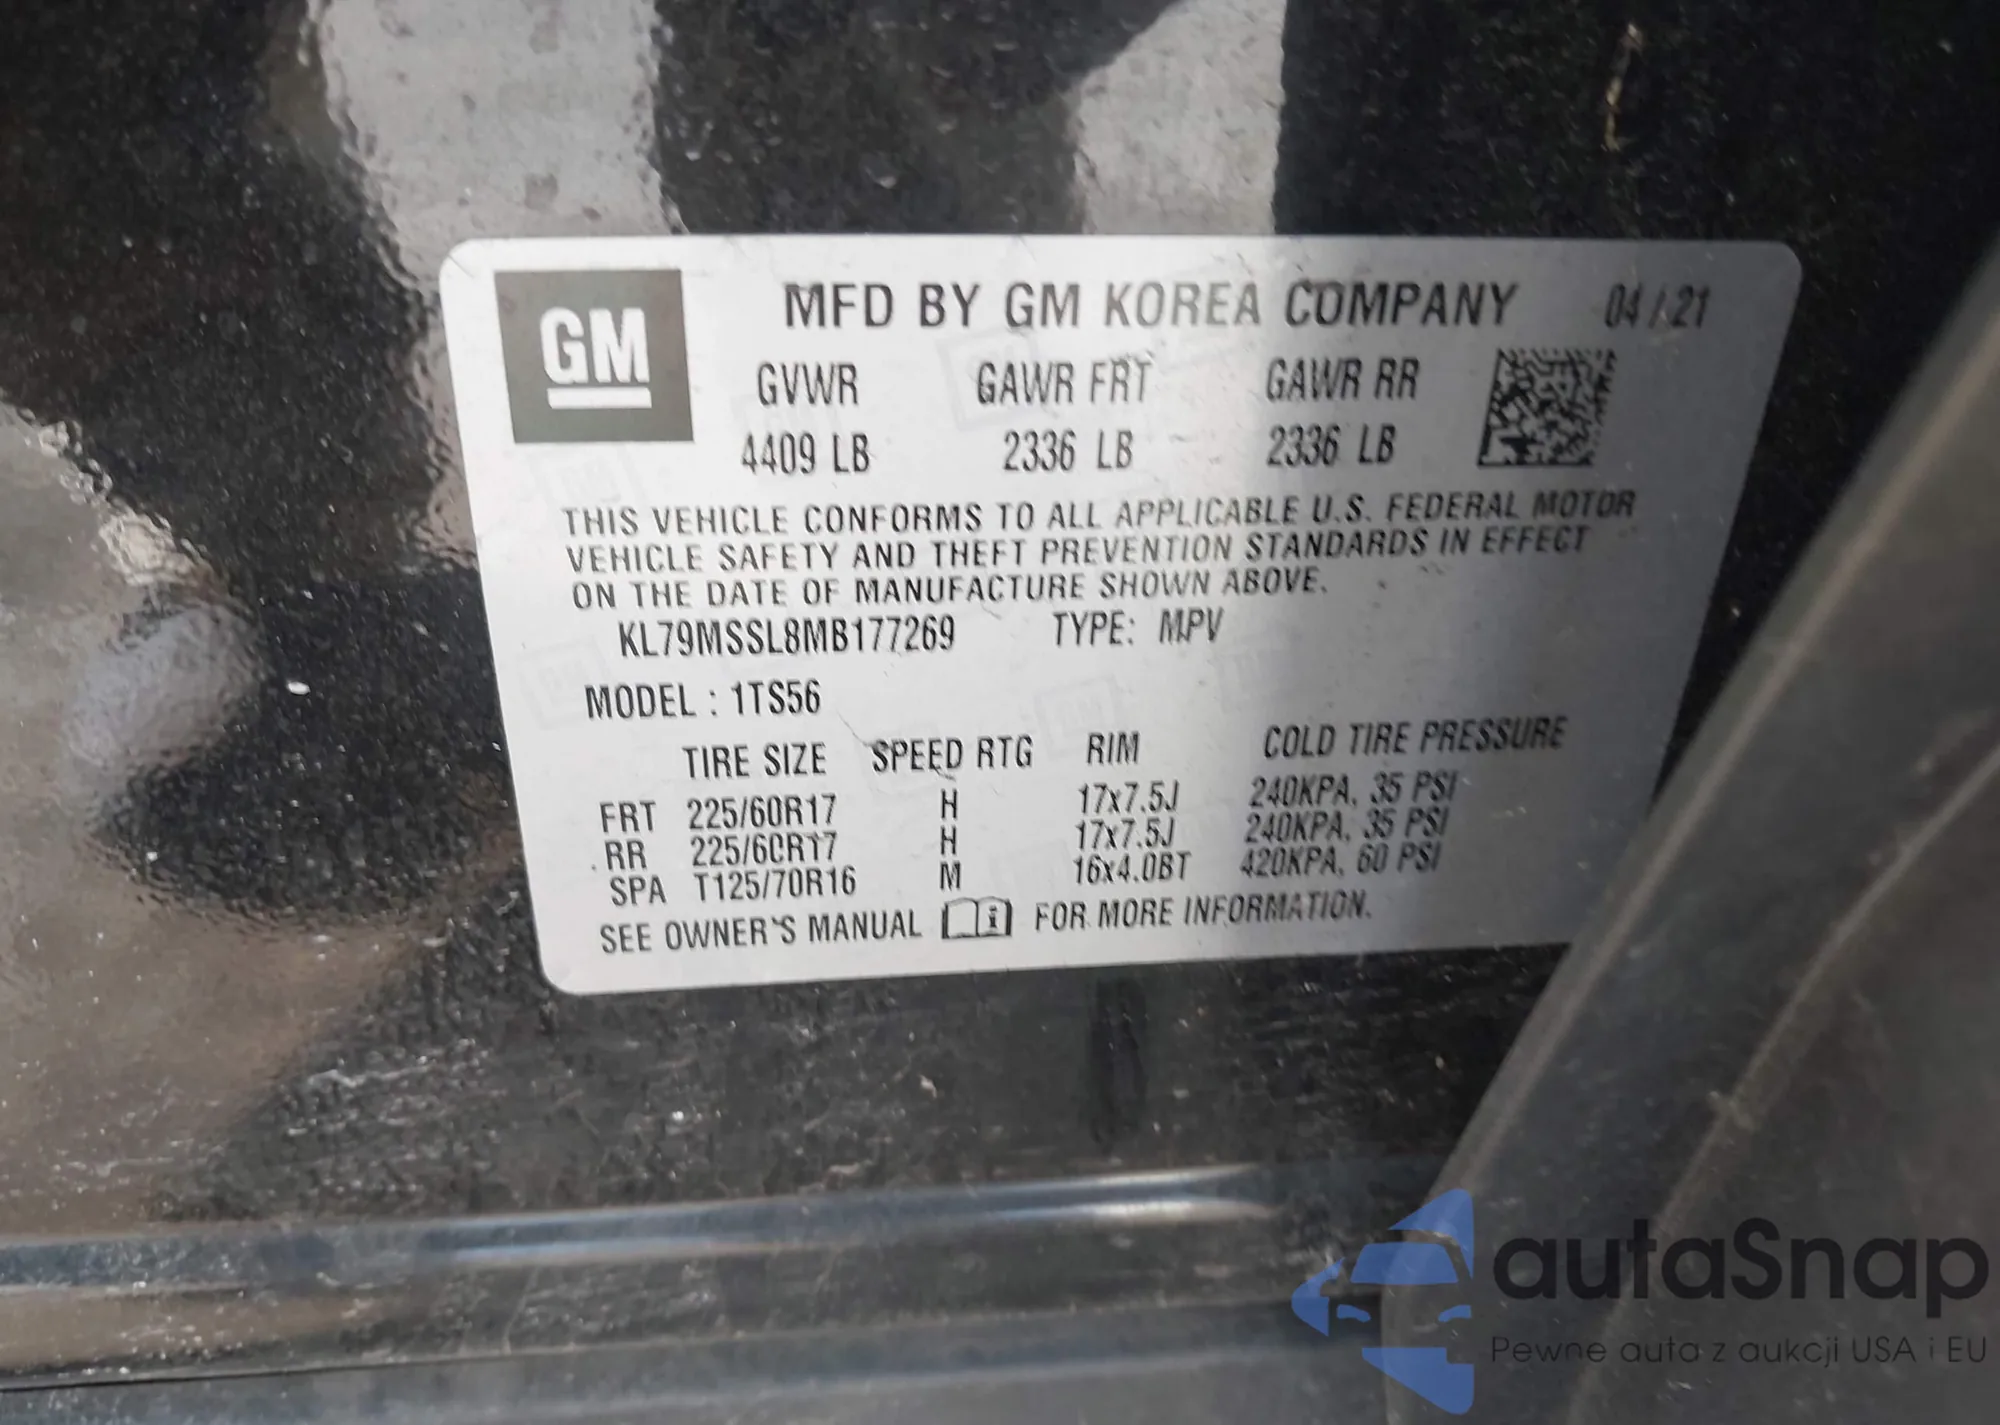 GM
MFD BY GM KOREA COMPANY 04/21
GVWR GAWR FRT GAWR RR
4409 LB 2336 LB 2336 LB
THIS VEHICLE CONFORMS TO ALL APPLICABLE U.S. FEDERAL MOTOR
VEHICLE SAFETY AND THEFT PREVENTION STANDARDS IN EFFECT
ON THE DATE OF MANUFACTURE SHOWN ABOVE.
KL79MSSL8MB177269 TYPE: MPV
MODEL : 1TS56
TIRE SIZE SPEED RTG RIM COLD TIRE PRESSURE
FRT 225/60R17 H 17x7.5J 240KPA, 35 PSI
RR 225/60R17 H 17x7.5J 240KPA, 35 PSI
SPA T125/70R16 M 16x4.0BT 420KPA, 60 PSI
SEE OWNER'S MANUAL FOR MORE INFORMATION.
autaSnap
Pewne auta z aukcji USA i EU